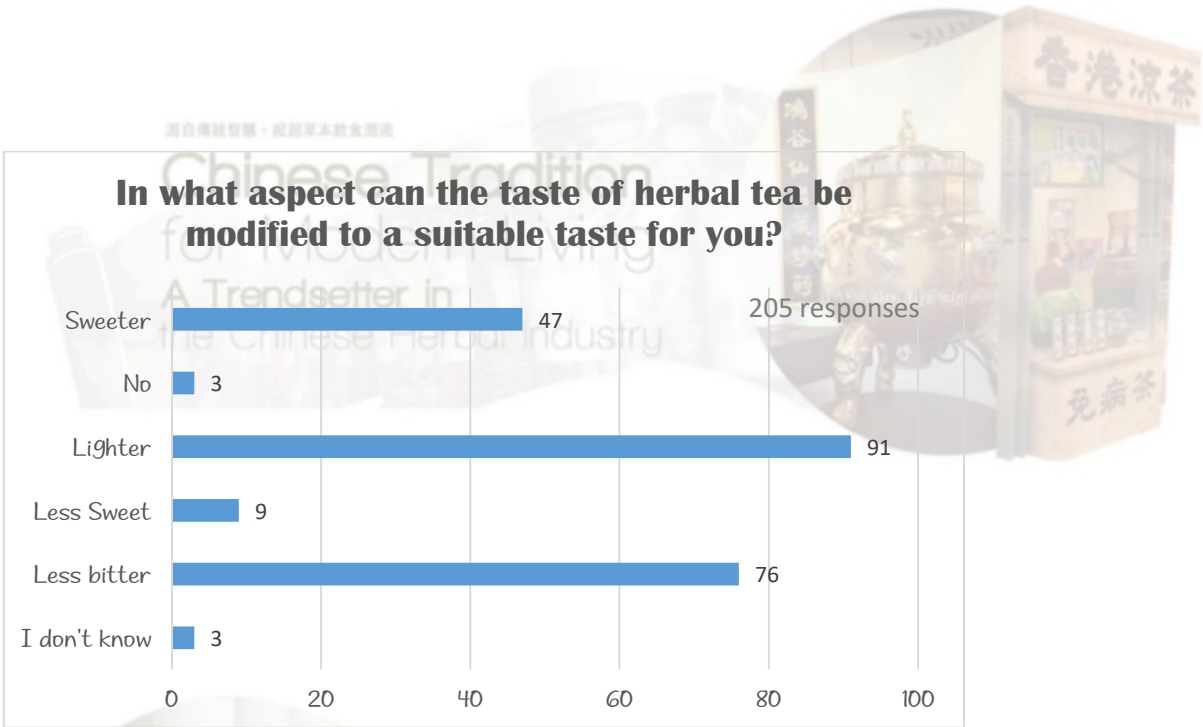 源自傳統智慧‧掀起草本飲食潮流
Chinese Tradition
for Modern Living
A Trendsetter in
the Chinese Herbal Industry
香港涼茶
免病茶
In what aspect can the taste of herbal tea be
modified to a suitable taste for you?
205 responses
Sweeter 47
No 3
Lighter 91
Less Sweet 9
Less bitter 76
I don't know 3
0 20 40 60 80 100